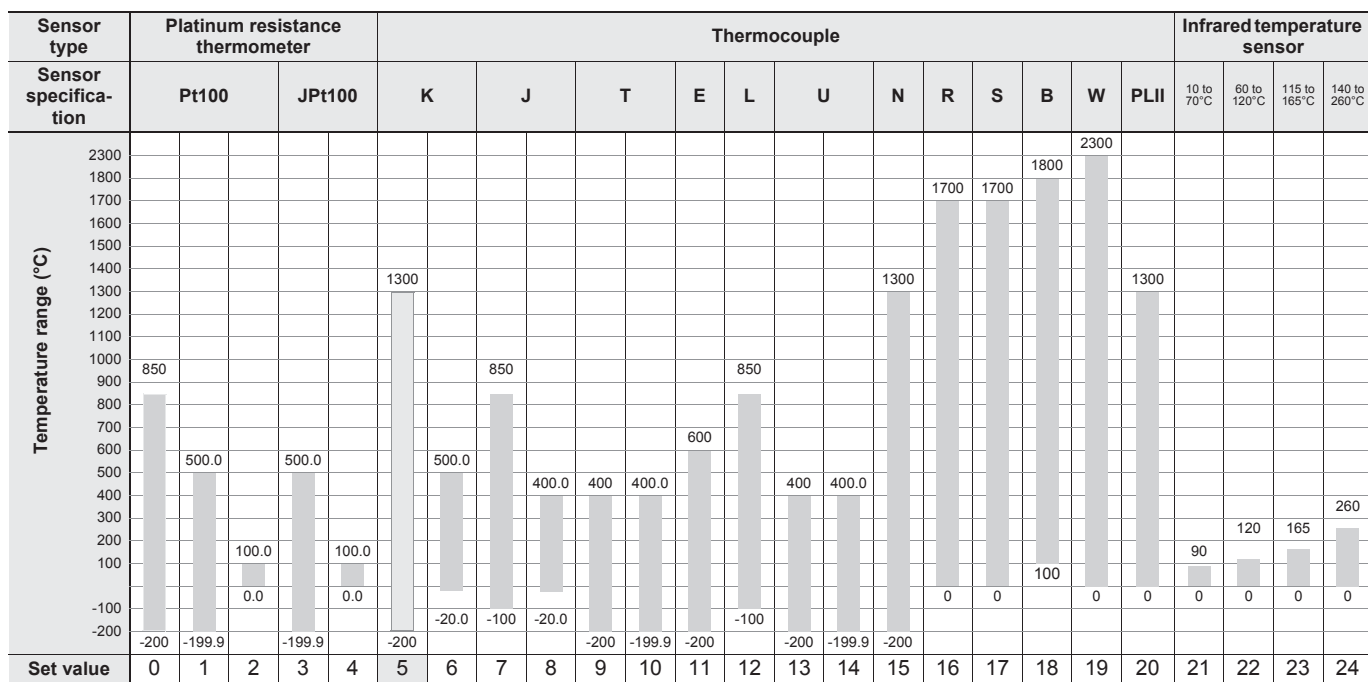 Sensor type
Platinum resistance thermometer
Thermocouple
Infrared temperature sensor
Sensor specifica-tion
Pt100 JPt100 K J T E L U N R S B W PLII 10 to 70°C 60 to 120°C 115 to 165°C 140 to 260°C
Temperature range (°C)
2300
1800
1700
1600
1500
1400
1300
1200
1100
1000
900
800
700
600
500
400
300
200
100
-100
-200
850 500.0 100.0 500.0 100.0 1300 500.0 850 400.0 400 400.0 600 850 400 400.0 1300 1700 1700 1800 2300 1300 90 120 165 260
-200 -199.9 0.0 -199.9 0.0 -200 -20.0 -100 -20.0 -200 -199.9 -200 -100 -200 -199.9 -200 0 0 100 0 0 0 0 0 0
Set value 0 1 2 3 4 5 6 7 8 9 10 11 12 13 14 15 16 17 18 19 20 21 22 23 24